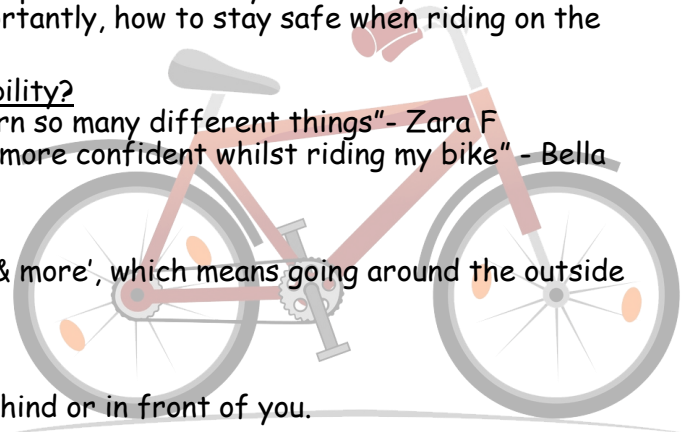 ortantly, how to stay safe when riding on the
bility?
rn so many different things”- Zara F
more confident whilst riding my bike” - Bella
& more’, which means going around the outside
hind or in front of you.